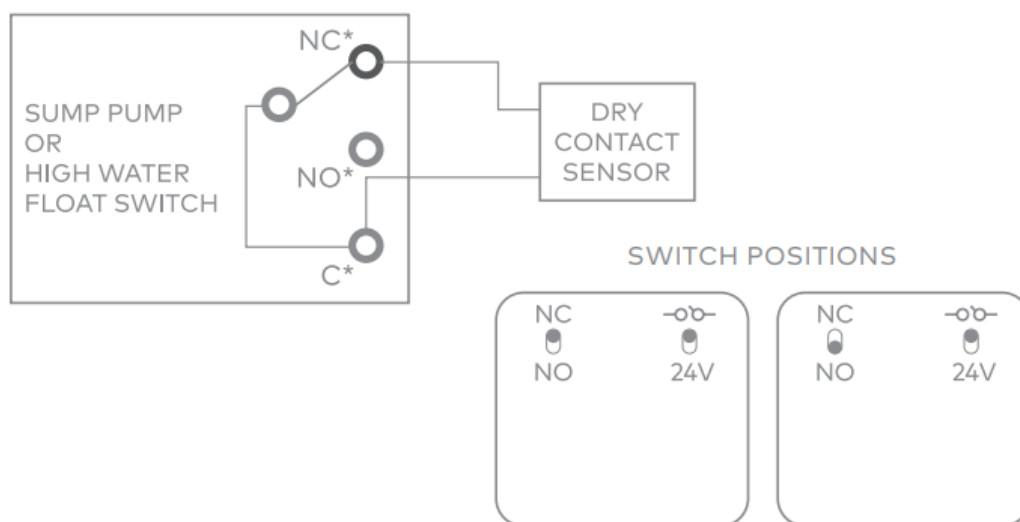 NC*
SUMP PUMP
OR
HIGH WATER
FLOAT SWITCH
NO*
C*
DRY
CONTACT
SENSOR
SWITCH POSITIONS
NC
NO
24V
NC
NO
24V